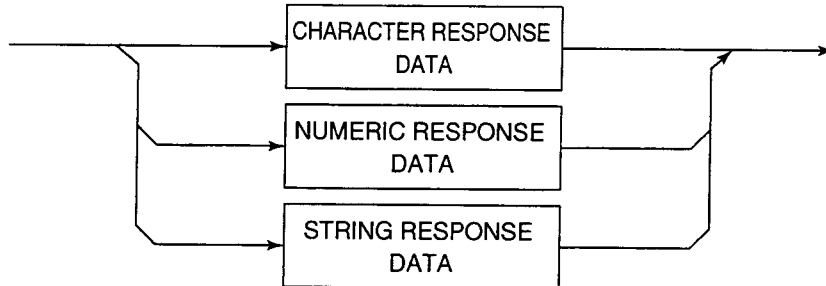 CHARACTER RESPONSE
DATA
NUMERIC RESPONSE
DATA
STRING RESPONSE
DATA